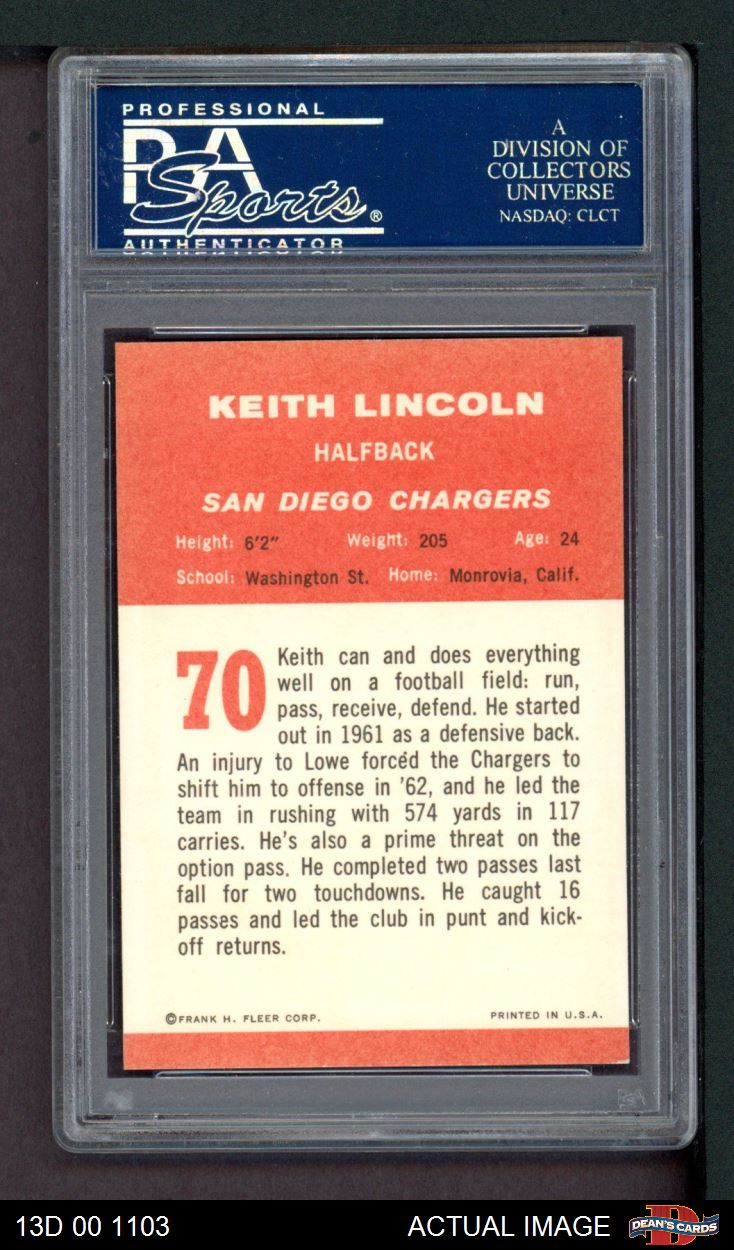 PROFESSIONAL
PSA
Sports®
AUTHENTICATOR
A
DIVISION OF
COLLECTORS
UNIVERSE
NASDAQ: CLCT
KEITH LINCOLN
HALFBACK
SAN DIEGO CHARGERS
Height: 6'2" Weight: 205 Age: 24
School: Washington St. Home: Monrovia, Calif.
70
Keith can and does everything
well on a football field: run,
pass, receive, defend. He started
out in 1961 as a defensive back.
An injury to Lowe forced the Chargers to
shift him to offense in '62, and he led the
team in rushing with 574 yards in 117
carries. He's also a prime threat on the
option pass. He completed two passes last
fall for two touchdowns. He caught 16
passes and led the club in punt and kick-
off returns.
©FRANK H. FLEER CORP. PRINTED IN U.S.A.
13D 00 1103 ACTUAL IMAGE DEAN'S CARDS